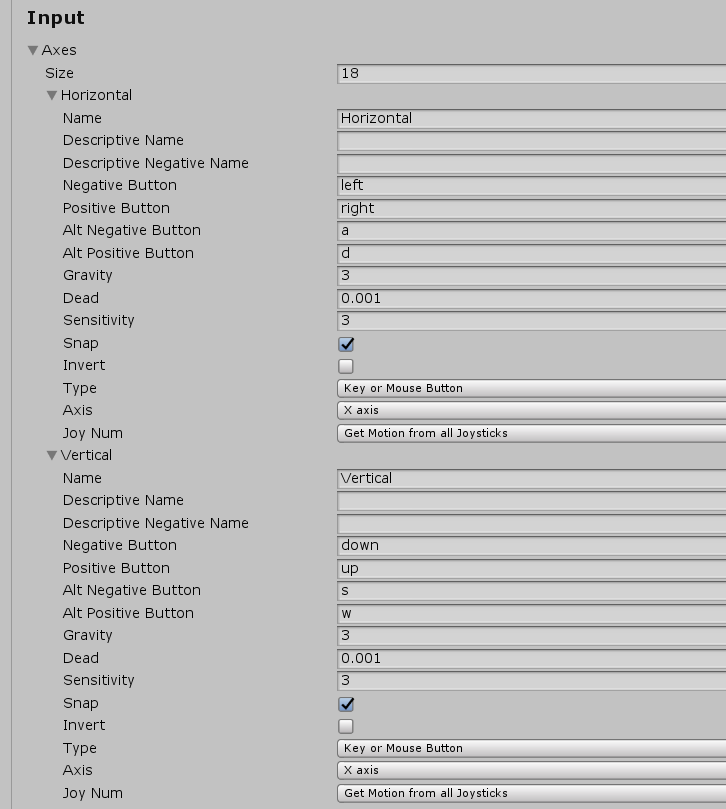 Input
Axes
Size 18
Horizontal
Name Horizontal
Descriptive Name
Descriptive Negative Name
Negative Button left
Positive Button right
Alt Negative Button a
Alt Positive Button d
Gravity 3
Dead 0.001
Sensitivity 3
Snap
Invert
Type Key or Mouse Button
Axis X axis
Joy Num Get Motion from all Joysticks
Vertical
Name Vertical
Descriptive Name
Descriptive Negative Name
Negative Button down
Positive Button up
Alt Negative Button s
Alt Positive Button w
Gravity 3
Dead 0.001
Sensitivity 3
Snap
Invert
Type Key or Mouse Button
Axis X axis
Joy Num Get Motion from all Joysticks